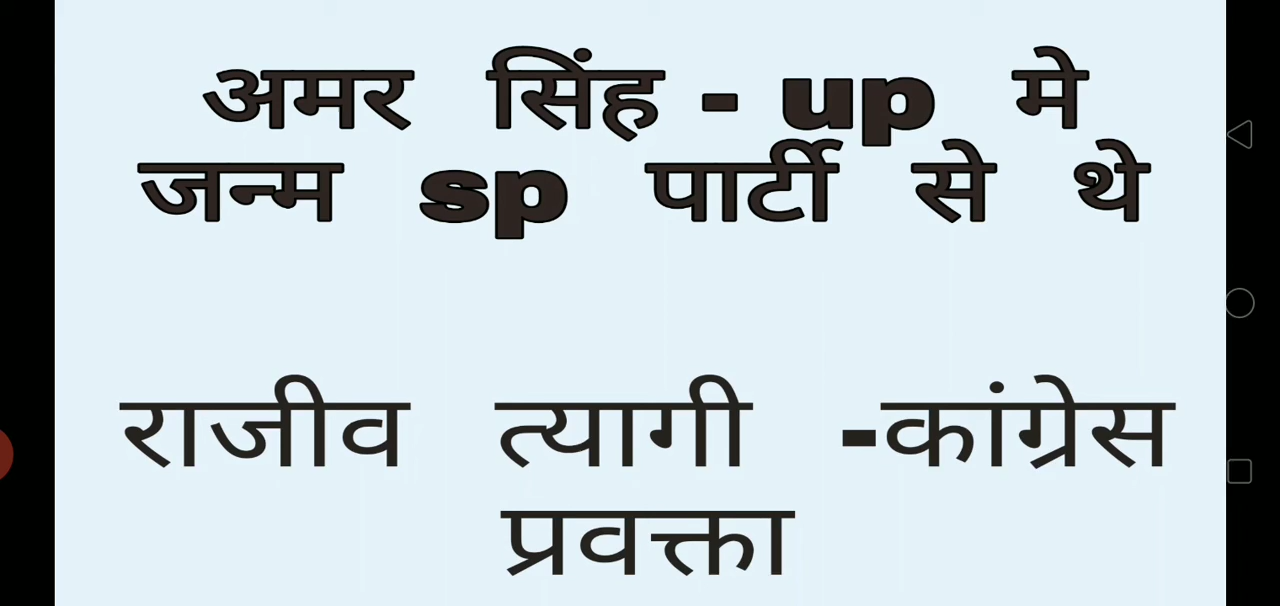 अमर सिंह - up मे
जन्म sp पार्टी से थे
राजीव त्यागी -कांग्रेस
प्रवक्ता